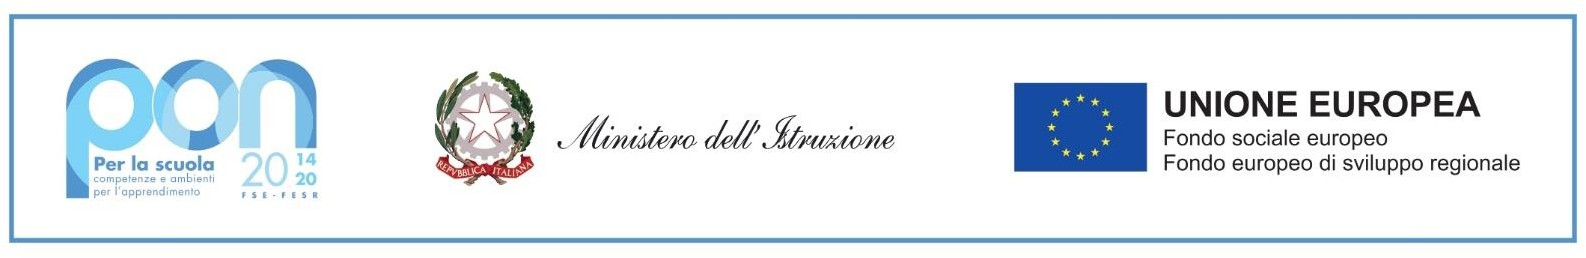 pon
Per la scuola
competenze e ambienti
per l'apprendimento
20 14
20
FSE-FESR
REPVBBLICA ITALIANA
Ministero dell'Istruzione
UNIONE EUROPEA
Fondo sociale europeo
Fondo europeo di sviluppo regionale